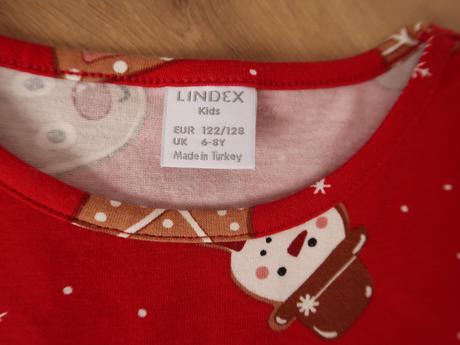 LINDEX
Kids
EUR 122/128
UK 6-8Y
Made in Turkey